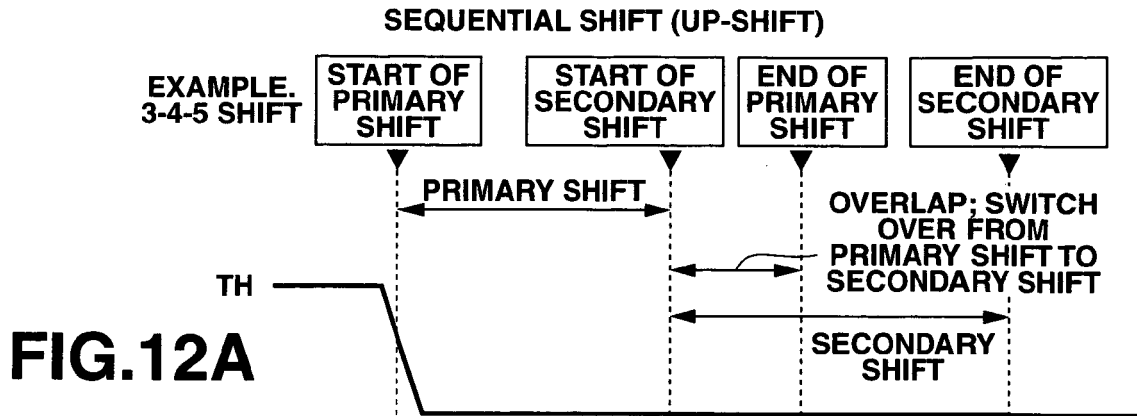 SEQUENTIAL SHIFT (UP-SHIFT)
EXAMPLE.
3-4-5 SHIFT
START OF
PRIMARY
SHIFT
START OF
SECONDARY
SHIFT
END OF
PRIMARY
SHIFT
END OF
SECONDARY
SHIFT
PRIMARY SHIFT
OVERLAP; SWITCH
OVER FROM
PRIMARY SHIFT TO
SECONDARY SHIFT
TH
SECONDARY
SHIFT
FIG.12A